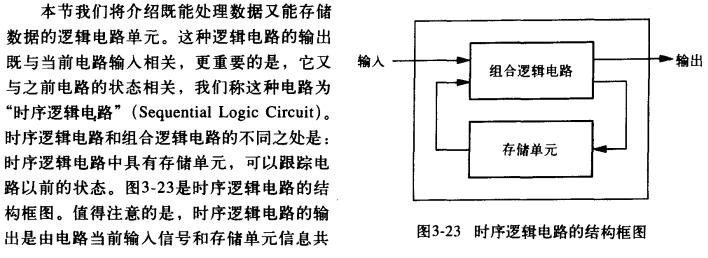 本节我们将介绍既能处理数据又能存储
数据的逻辑电路单元。这种逻辑电路的输出
既与当前电路输入相关，更重要的是，它又
与之前电路的状态相关，我们称这种电路为
“时序逻辑电路”（Sequential Logic Circuit）。
时序逻辑电路和组合逻辑电路的不同之处是：
时序逻辑电路中具有存储单元，可以跟踪电
路以前的状态。图3-23是时序逻辑电路的结
构框图。值得注意的是，时序逻辑电路的输
出是由电路当前输入信号和存储单元信息共
输入
组合逻辑电路
输出
存储单元
图3-23 时序逻辑电路的结构框图